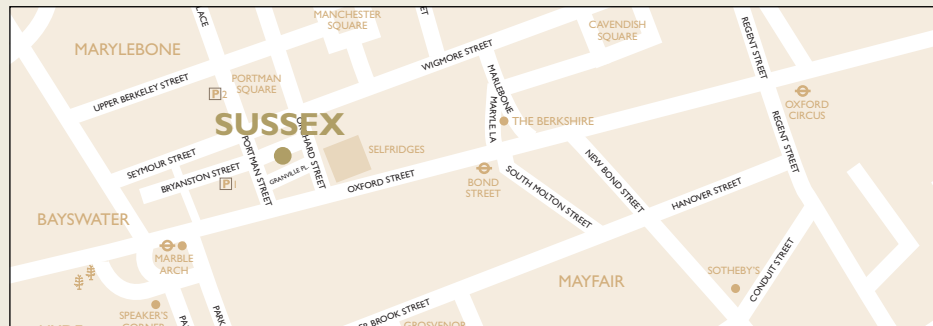 MANCHESTER
SQUARE
CAVENDISH
SQUARE
MARYLEBONE
WIGMORE STREET
REGENT STREET
UPPER BERKELEY STREET
PORTMAN
SQUARE
P2
MARLEBONE
MARYLE LA
OXFORD
CIRCUS
SUSSEX
THE BERKSHIRE
REGENT STREET
ORCHARD STREET
PORTMAN STREET
SELFRIDGES
SEYMOUR STREET
BRYANSTON STREET
P1
GRANVILLE PL.
OXFORD STREET
BOND
STREET
SOUTH MOLTON STREET
NEW BOND STREET
HANOVER STREET
BAYSWATER
MARBLE
ARCH
MAYFAIR
SOTHEBY'S
CONDUIT STREET
SPEAKER'S
CORNER
PARK
BROOK STREET
GROSVENOR